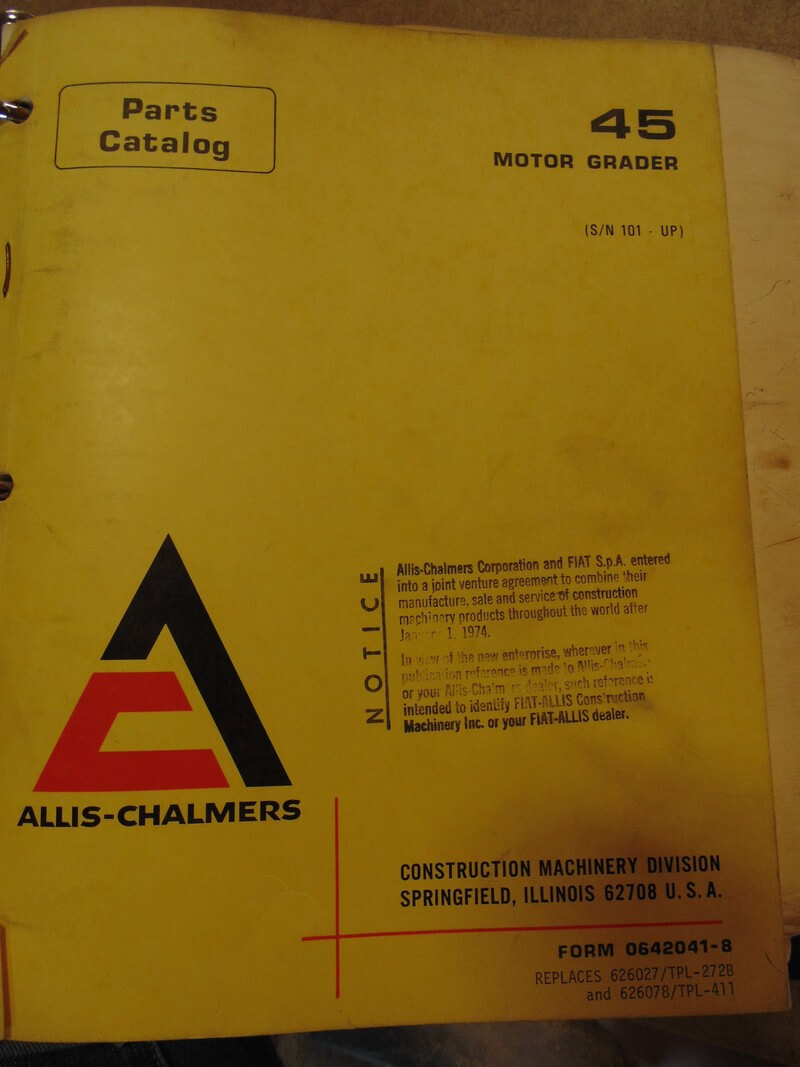 Parts
Catalog
45
MOTOR GRADER
(S/N 101 - UP)
NOTICE
Allis-Chalmers Corporation and FIAT S.p.A. entered
into a joint venture agreement to combine their
manufacture, sale and service of construction
machinery products throughout the world after
January 1, 1974.
In view of the new enterprise, wherever in this
publication reference is made to Allis-Chalmers
or your Allis-Chalmers dealer, such reference is
intended to identify FIAT-ALLIS Construction
Machinery Inc. or your FIAT-ALLIS dealer.
ALLIS-CHALMERS
CONSTRUCTION MACHINERY DIVISION
SPRINGFIELD, ILLINOIS 62708 U.S.A.
FORM 0642041-8
REPLACES 626027/TPL-272B
and 626078/TPL-411